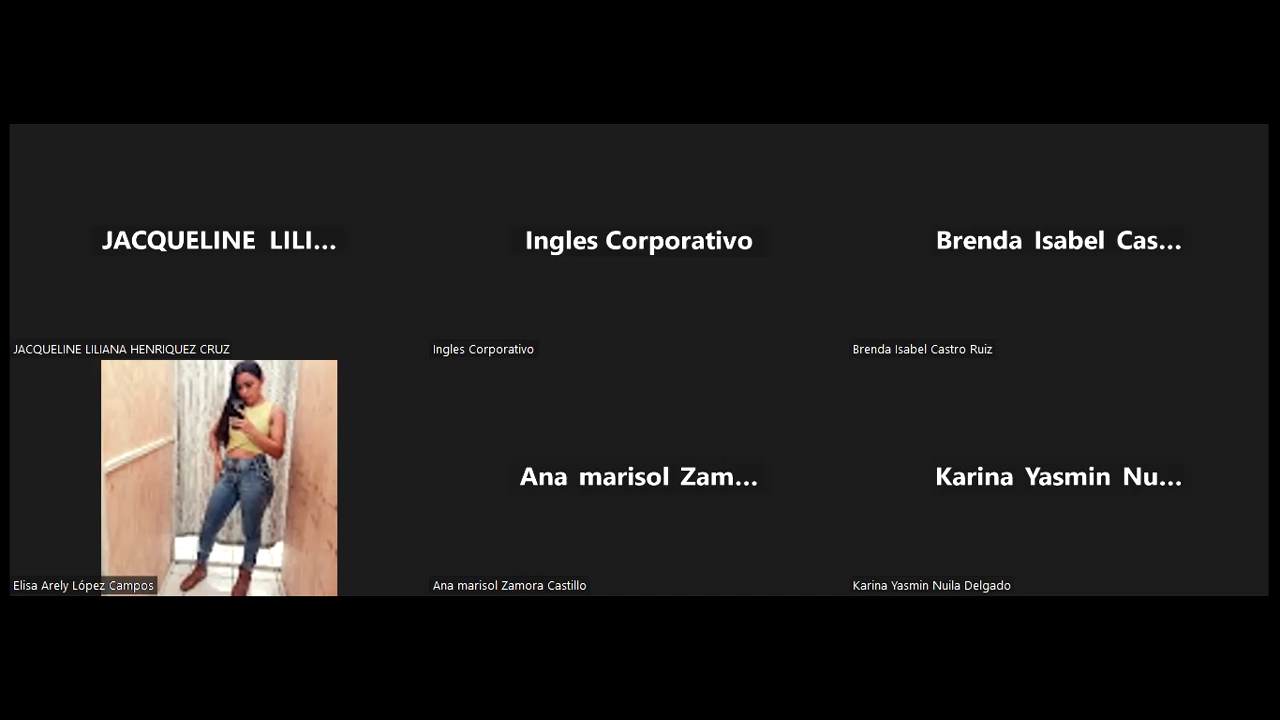 JACQUELINE LILI...
Ingles Corporativo
Brenda Isabel Cas...
JACQUELINE LILIANA HENRIQUEZ CRUZ
Ingles Corporativo
Brenda Isabel Castro Ruiz
Ana marisol Zam...
Karina Yasmin Nu...
Elisa Arely López Campos
Ana marisol Zamora Castillo
Karina Yasmin Nuila Delgado